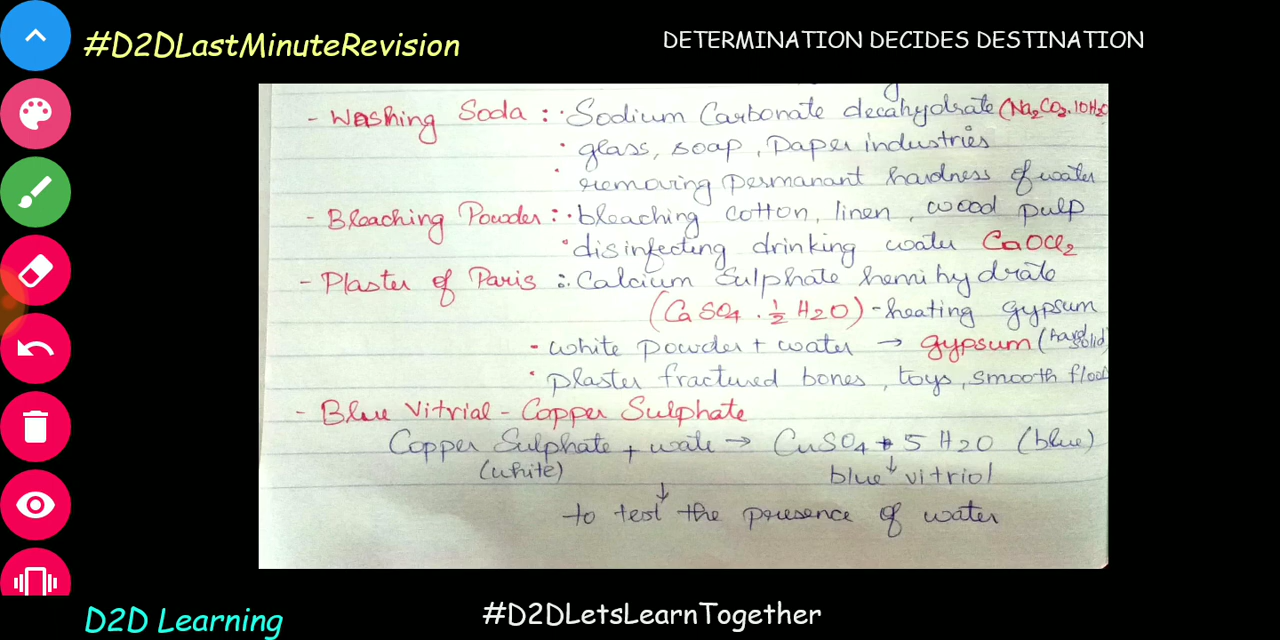 #D2DLastMinuteRevision
DETERMINATION DECIDES DESTINATION
- Washing Soda : · Sodium Carbonate decahydrate (Na2CO3.10H2O
· glass, soap, Paper industries
· removing permanant hardness of water
- Bleaching Powder : · bleaching cotton, linen, wood pulp
· disinfecting drinking water CaOCl2
- Plaster of Paris : Calcium Sulphate hemihydrate
(CaSO4 . 1/2 H2O) - heating gypsum
- white powder + water → gypsum (hard solid)
· plaster fractured bones, toys, smooth floo
- Blue Vitrial - Copper Sulphate
Copper Sulphate + wate → CuSO4 · 5 H2O (blue)
(white) ↓ blue vitriol
↓
to test the presence of water
D2D Learning
#D2DLetsLearnTogether